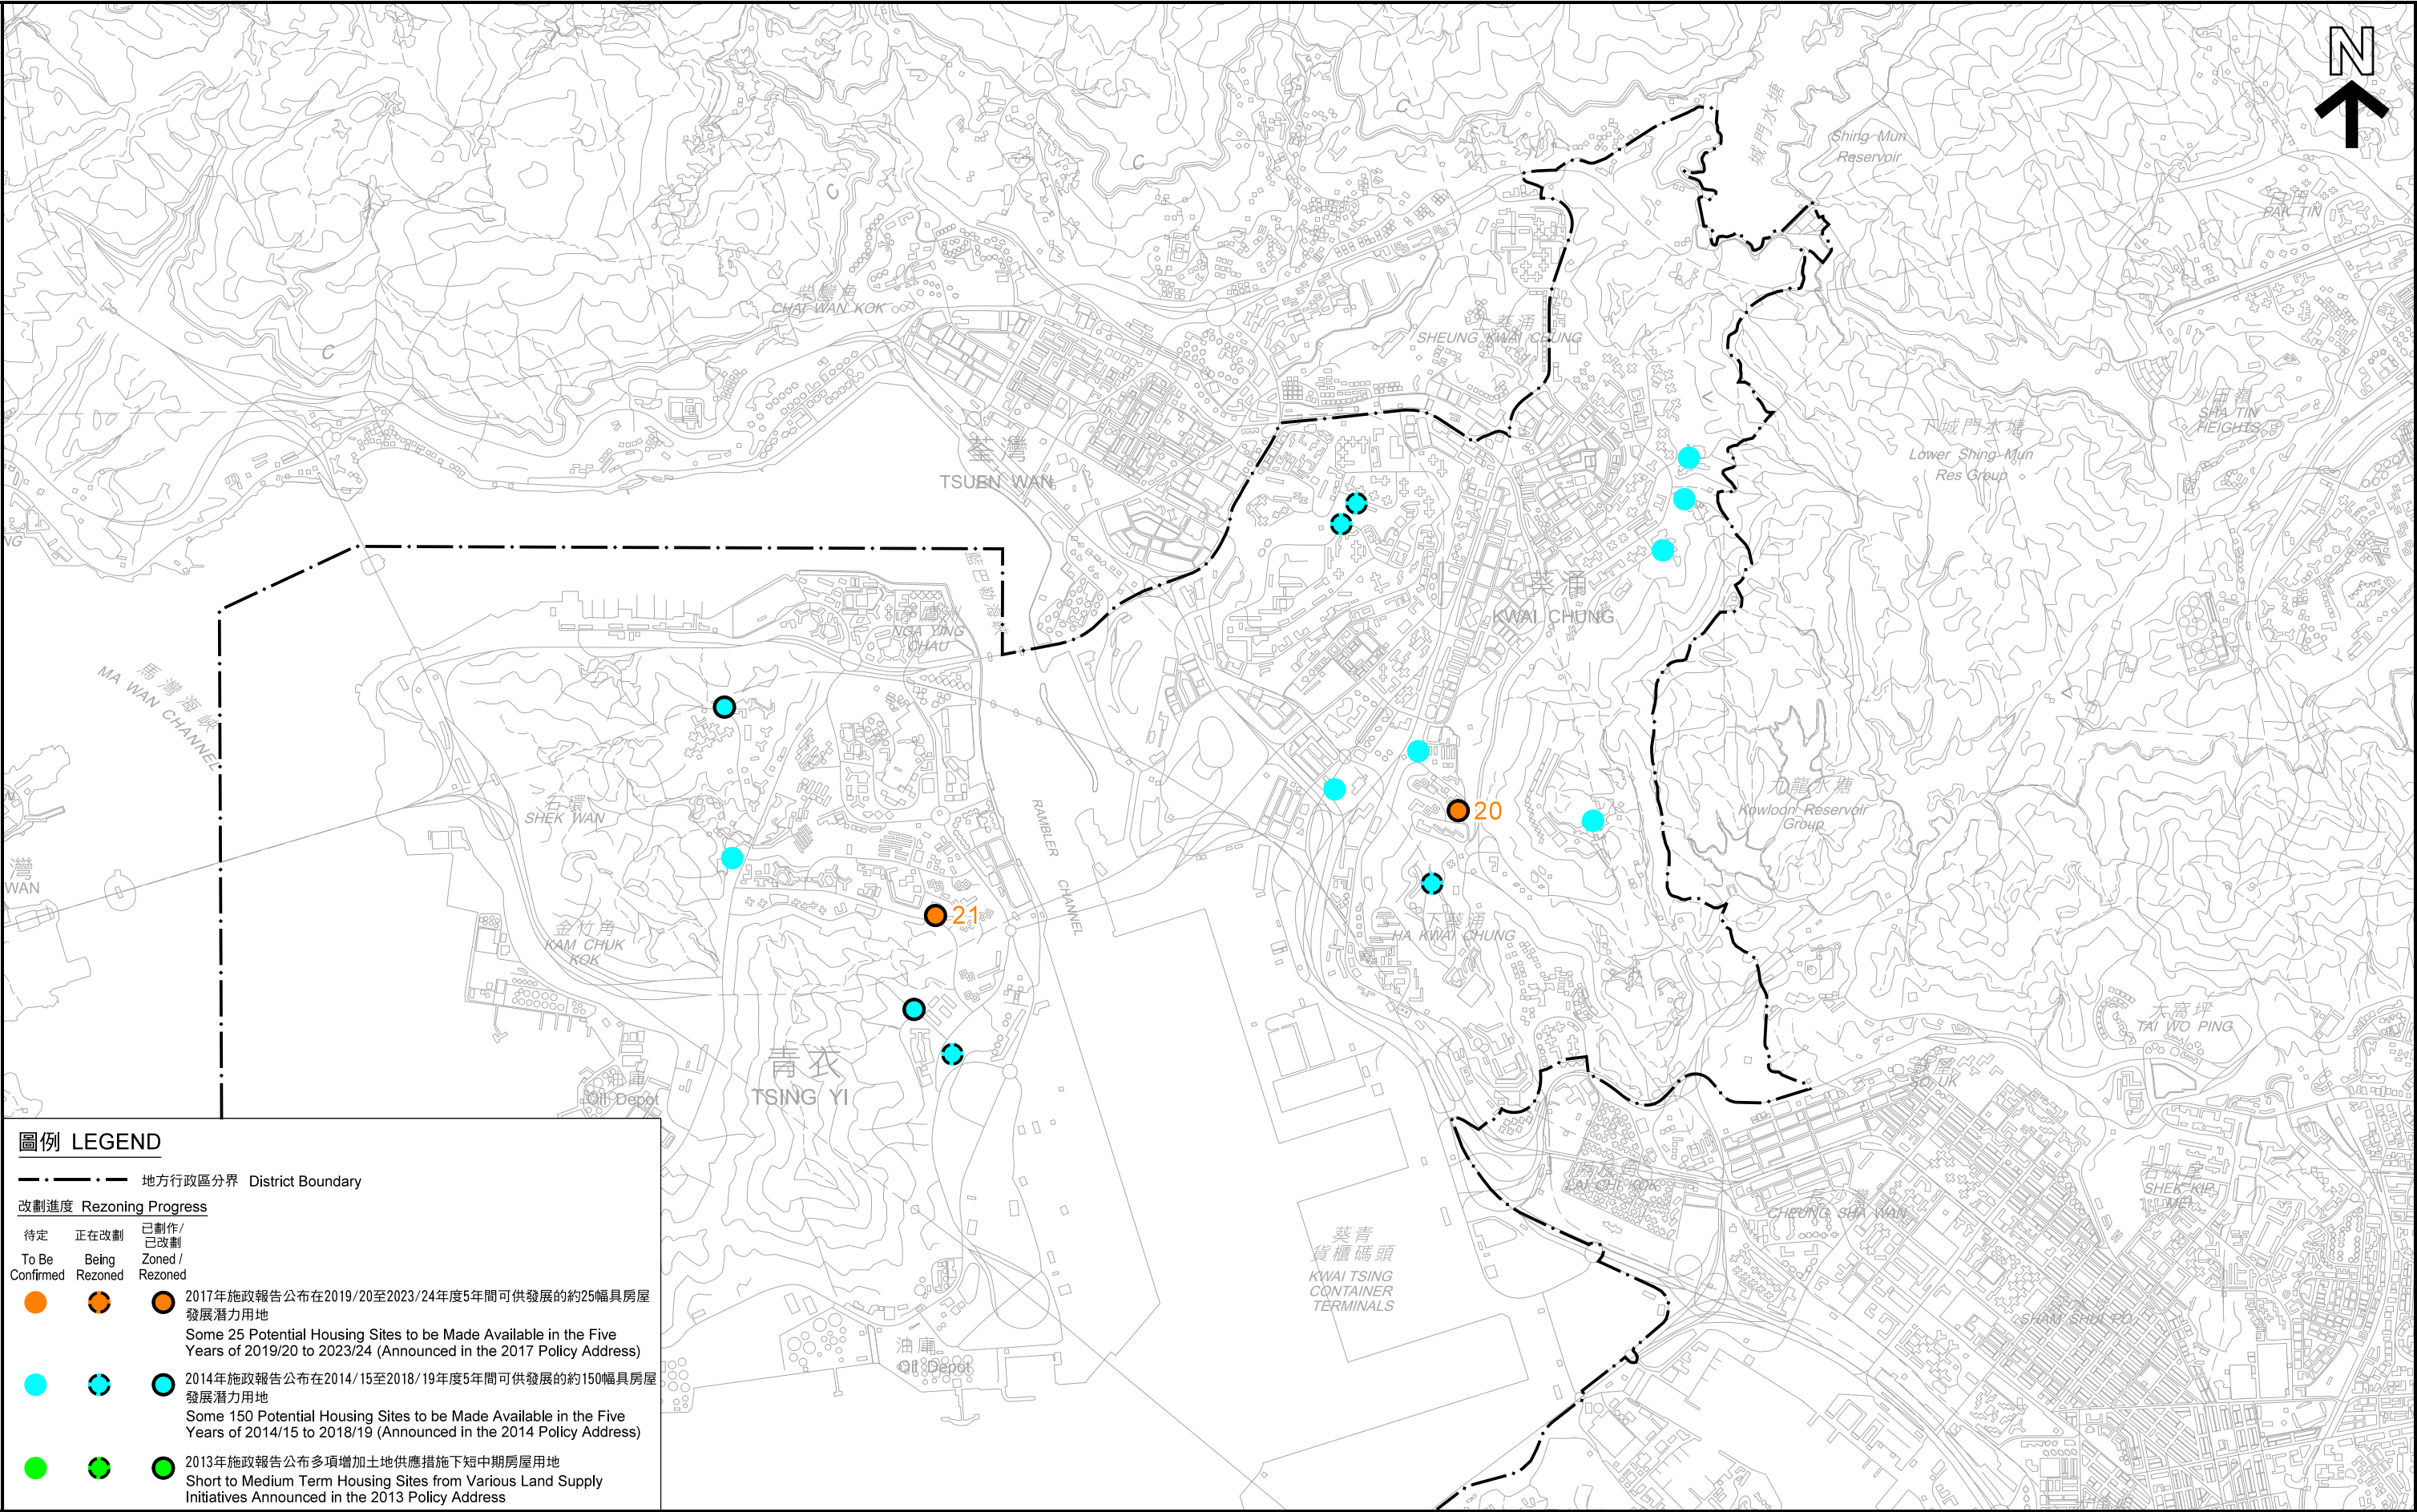 N
城門水塘
Shing Mun
Reservoir
白田
PAK TIN
柴灣角
CHAI WAN KOK
C
C
C
C
上葵涌
SHEUNG KWAI CHUNG
沙田嶺
SHA TIN
HEIGHTS
下城門水塘
Lower Shing Mun
Res Group
荃灣
TSUEN WAN
藍巴勒海峽
葵涌
KWAI CHUNG
牙鷹洲
NGA YING
CHAU
馬灣海峽
MA WAN CHANNEL
石環
SHEK WAN
九龍水塘
Kowloon Reservoir
Group
RAMBLER
CHANNEL
20
灣
WAN
21
金竹角
KAM CHUK
KOK
下葵涌
HA KWAI CHUNG
大窩坪
TAI WO PING
青衣
TSING YI
油庫
Oil Depot
蘇屋
SO UK
荔枝角
LAI CHI KOK
長沙灣
CHEUNG SHA WAN
石硤尾
SHEK KIP
MEI
葵青
貨櫃碼頭
KWAI TSING
CONTAINER
TERMINALS
深水埗
SHAM SHUI PO
油庫
Oil Depot
圖例 LEGEND
地方行政區分界 District Boundary
改劃進度 Rezoning Progress
待定 正在改劃 已劃作/
已改劃
To Be Being Zoned /
Confirmed Rezoned Rezoned
2017年施政報告公布在2019/20至2023/24年度5年間可供發展的約25幅具房屋
發展潛力用地
Some 25 Potential Housing Sites to be Made Available in the Five
Years of 2019/20 to 2023/24 (Announced in the 2017 Policy Address)
2014年施政報告公布在2014/15至2018/19年度5年間可供發展的約150幅具房屋
發展潛力用地
Some 150 Potential Housing Sites to be Made Available in the Five
Years of 2014/15 to 2018/19 (Announced in the 2014 Policy Address)
2013年施政報告公布多項增加土地供應措施下短中期房屋用地
Short to Medium Term Housing Sites from Various Land Supply
Initiatives Announced in the 2013 Policy Address